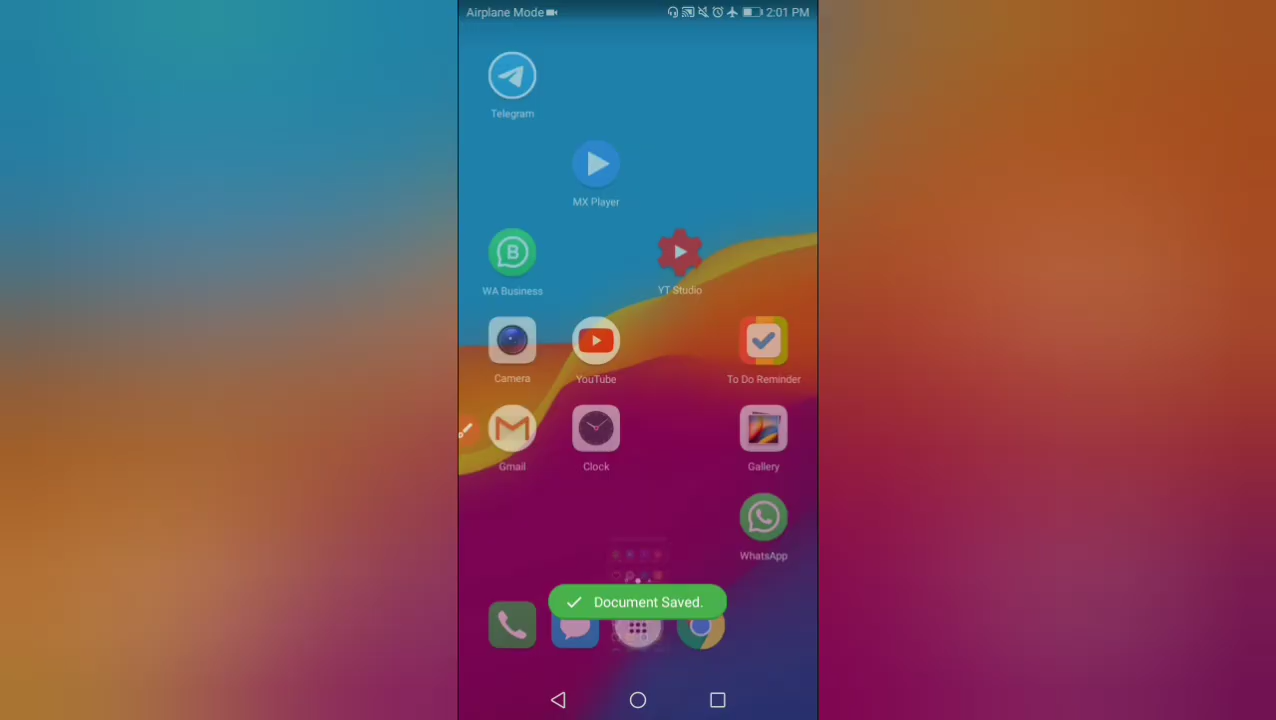 Airplane Mode 2:01 PM
Telegram
MX Player
B
WA Business YT Studio
Camera YouTube To Do Reminder
Gmail Clock Gallery
WhatsApp
Document Saved.